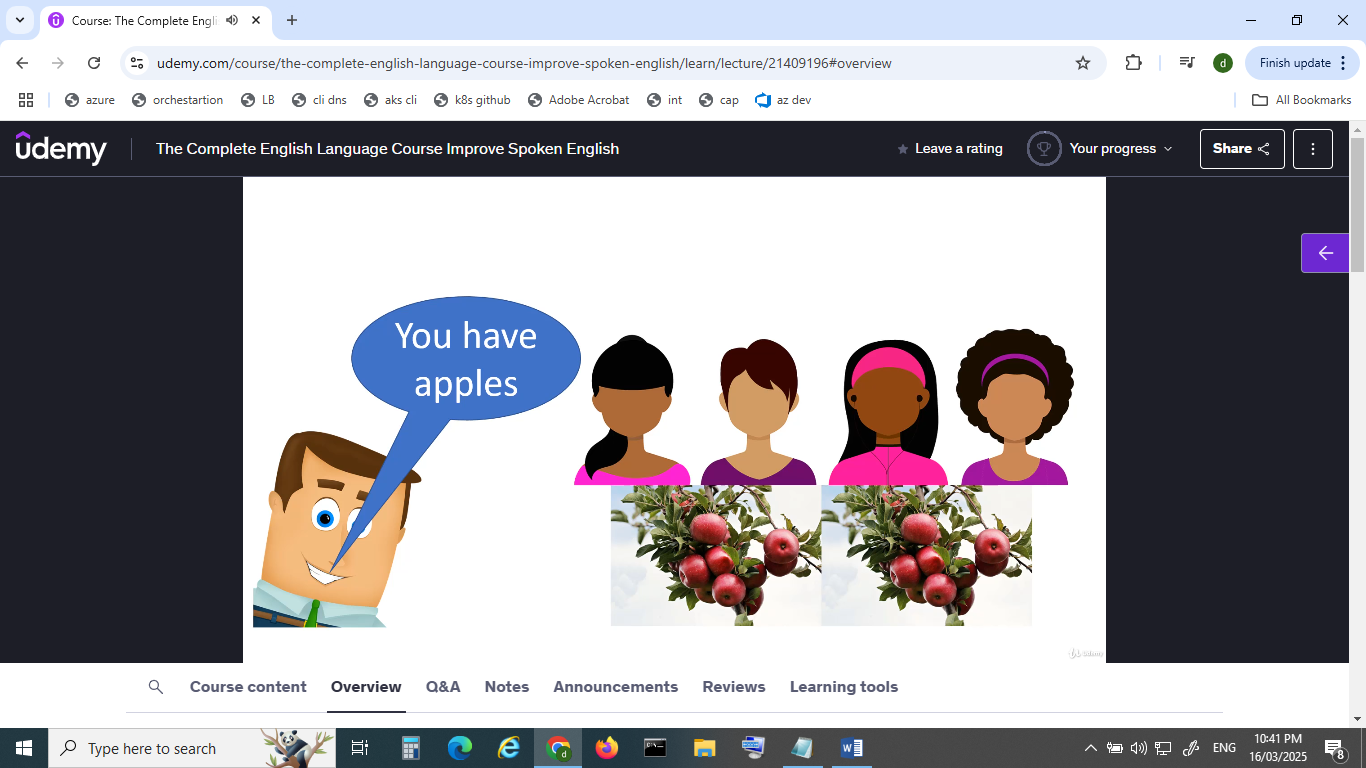 Course: The Complete Engli
udemy.com/course/the-complete-english-language-course-improve-spoken-english/learn/lecture/21409196#overview
d
Finish update
azure
orchestartion
LB
cli dns
aks cli
k8s github
Adobe Acrobat
int
cap
az dev
All Bookmarks
udemy
The Complete English Language Course Improve Spoken English
Leave a rating
Your progress
Share
You have
apples
Udemy
Course content
Overview
Q&A
Notes
Announcements
Reviews
Learning tools
Type here to search
ENG
10:41 PM
16/03/2025
8